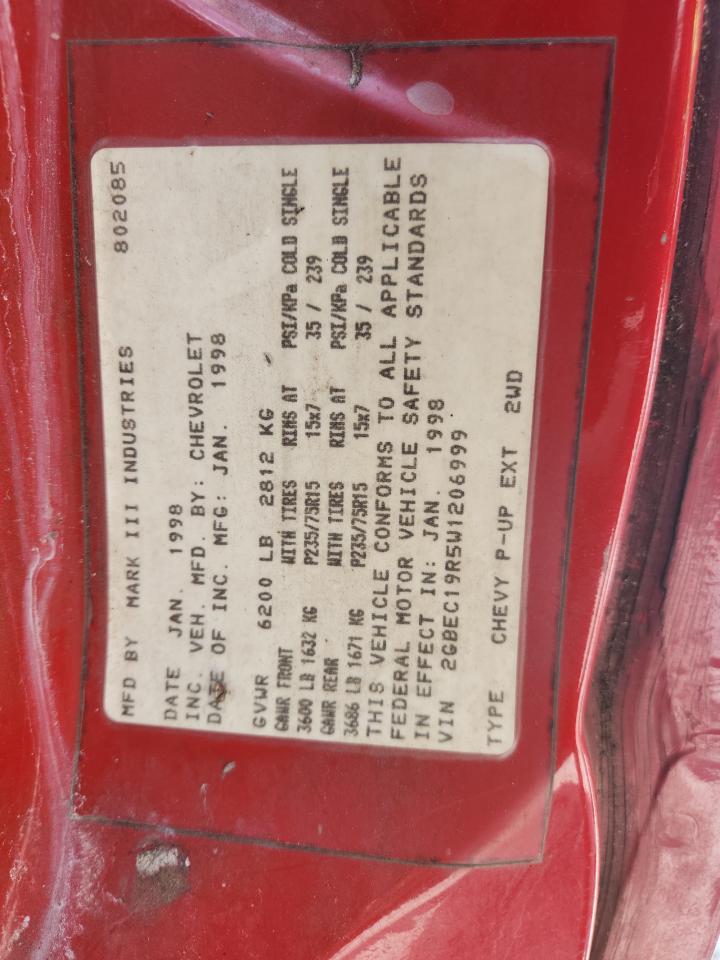 MFD BY MARK III INDUSTRIES 802085
DATE JAN. 1998
INC. VEH. MFD. BY: CHEVROLET
DATE OF INC. MFG: JAN. 1998
GVWR 6200 LB 2812 KG
GAWR FRONT WITH TIRES RIMS AT PSI/KPa COLD SINGLE
3600 LB 1632 KG P235/75R15 15x7 35 / 239
GAWR REAR WITH TIRES RIMS AT PSI/KPa COLD SINGLE
3686 LB 1671 KG P235/75R15 15x7 35 / 239
THIS VEHICLE CONFORMS TO ALL APPLICABLE
FEDERAL MOTOR VEHICLE SAFETY STANDARDS
IN EFFECT IN: JAN. 1998
VIN 2GBEC19R5W1206999
TYPE CHEVY P-UP EXT 2WD